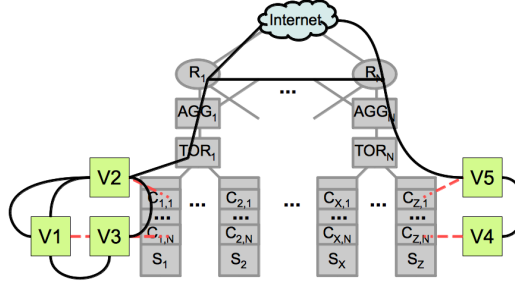 Internet
R1 RN
...
AGG1 AGGN
TOR1 TORN
V2 C1,1 ... C2,1 ... CX,1 ... CZ,1 V5
... ... ... ...
V1 V3 C1,N C2,N CX,N CZ,N V4
S1 S2 SX SZ